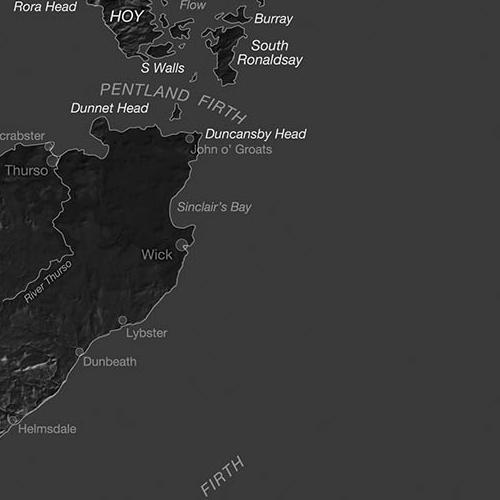 Rora Head
HOY
Flow
Burray
South
Ronaldsay
S Walls
PENTLAND FIRTH
Dunnet Head
crabster
Duncansby Head
John o' Groats
Thurso
Sinclair's Bay
Wick
River Thurso
Lybster
Dunbeath
Helmsdale
FIRTH